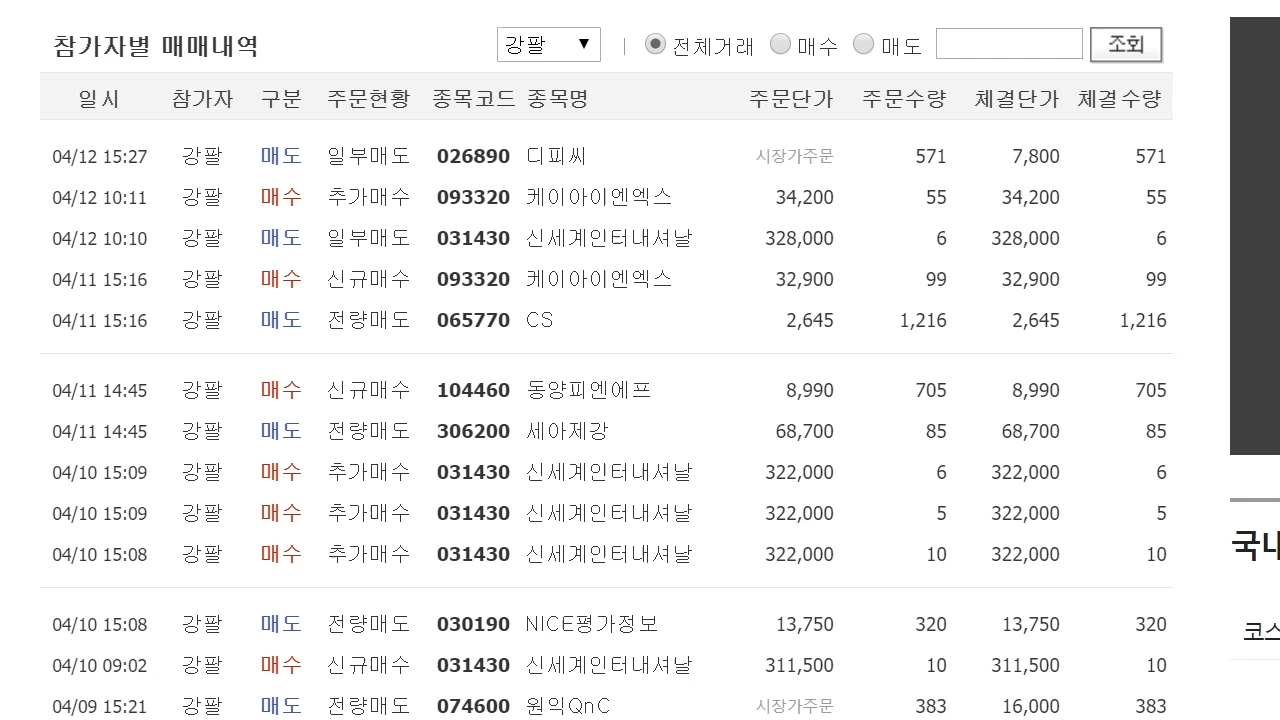 참가자별 매매내역 강팔 ▼ | 전체거래 매수 매도 조회
일시 참가자 구분 주문현황 종목코드 종목명 주문단가 주문수량 체결단가 체결수량
04/12 15:27 강팔 매도 일부매도 026890 디피씨 시장가주문 571 7,800 571
04/12 10:11 강팔 매수 추가매수 093320 케이아이엔엑스 34,200 55 34,200 55
04/12 10:10 강팔 매도 일부매도 031430 신세계인터내셔날 328,000 6 328,000 6
04/11 15:16 강팔 매수 신규매수 093320 케이아이엔엑스 32,900 99 32,900 99
04/11 15:16 강팔 매도 전량매도 065770 CS 2,645 1,216 2,645 1,216
04/11 14:45 강팔 매수 신규매수 104460 동양피엔에프 8,990 705 8,990 705
04/11 14:45 강팔 매도 전량매도 306200 세아제강 68,700 85 68,700 85
04/10 15:09 강팔 매수 추가매수 031430 신세계인터내셔날 322,000 6 322,000 6
04/10 15:09 강팔 매수 추가매수 031430 신세계인터내셔날 322,000 5 322,000 5
국내
04/10 15:08 강팔 매수 추가매수 031430 신세계인터내셔날 322,000 10 322,000 10
04/10 15:08 강팔 매도 전량매도 030190 NICE평가정보 13,750 320 13,750 320
코스
04/10 09:02 강팔 매수 신규매수 031430 신세계인터내셔날 311,500 10 311,500 10
04/09 15:21 강팔 매도 전량매도 074600 원익QnC 시장가주문 383 16,000 383